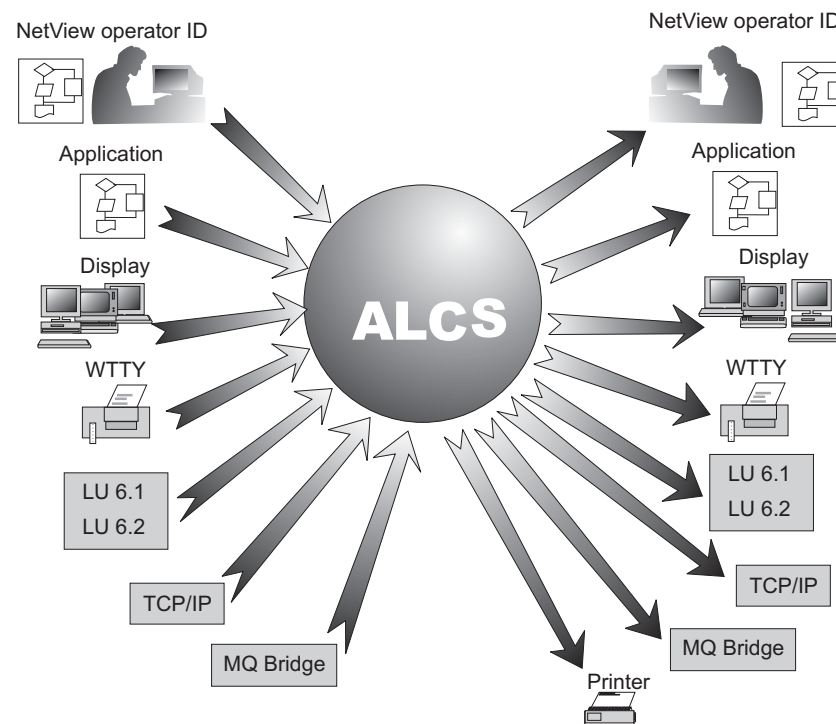 NetView operator ID
Application
Display
WTTY
LU 6.1
LU 6.2
TCP/IP
MQ Bridge
ALCS
NetView operator ID
Application
Display
WTTY
LU 6.1
LU 6.2
TCP/IP
MQ Bridge
Printer